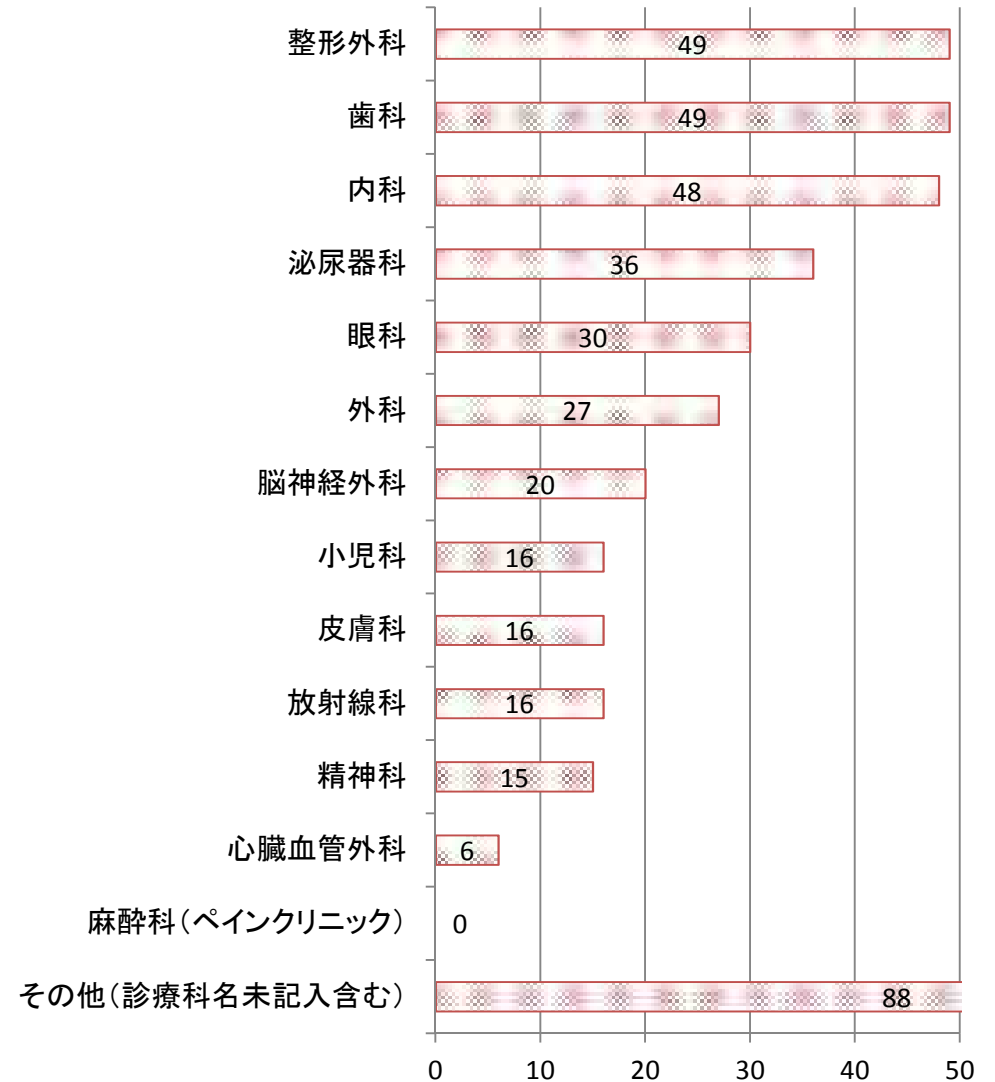 整形外科 49
歯科 49
内科 48
泌尿器科 36
眼科 30
外科 27
脳神経外科 20
小児科 16
皮膚科 16
放射線科 16
精神科 15
心臓血管外科 6
麻酔科（ペインクリニック） 0
その他（診療科名未記入含む） 88
0 10 20 30 40 50